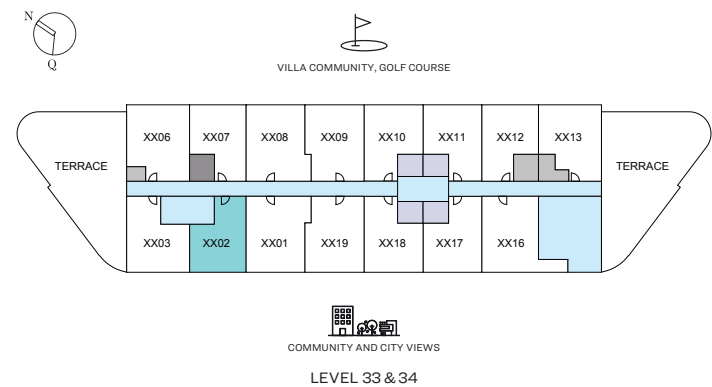 N
Q
VILLA COMMUNITY, GOLF COURSE
XX06 XX07 XX08 XX09 XX10 XX11 XX12 XX13
TERRACE TERRACE
XX03 XX02 XX01 XX19 XX18 XX17 XX16
COMMUNITY AND CITY VIEWS
LEVEL 33 & 34